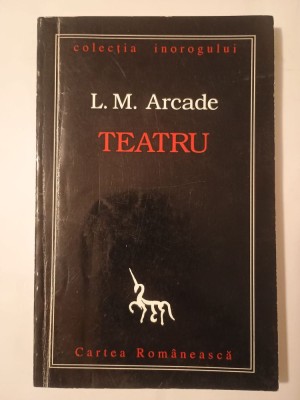 colecția inorogului
L. M. Arcade
TEATRU
Cartea Românească